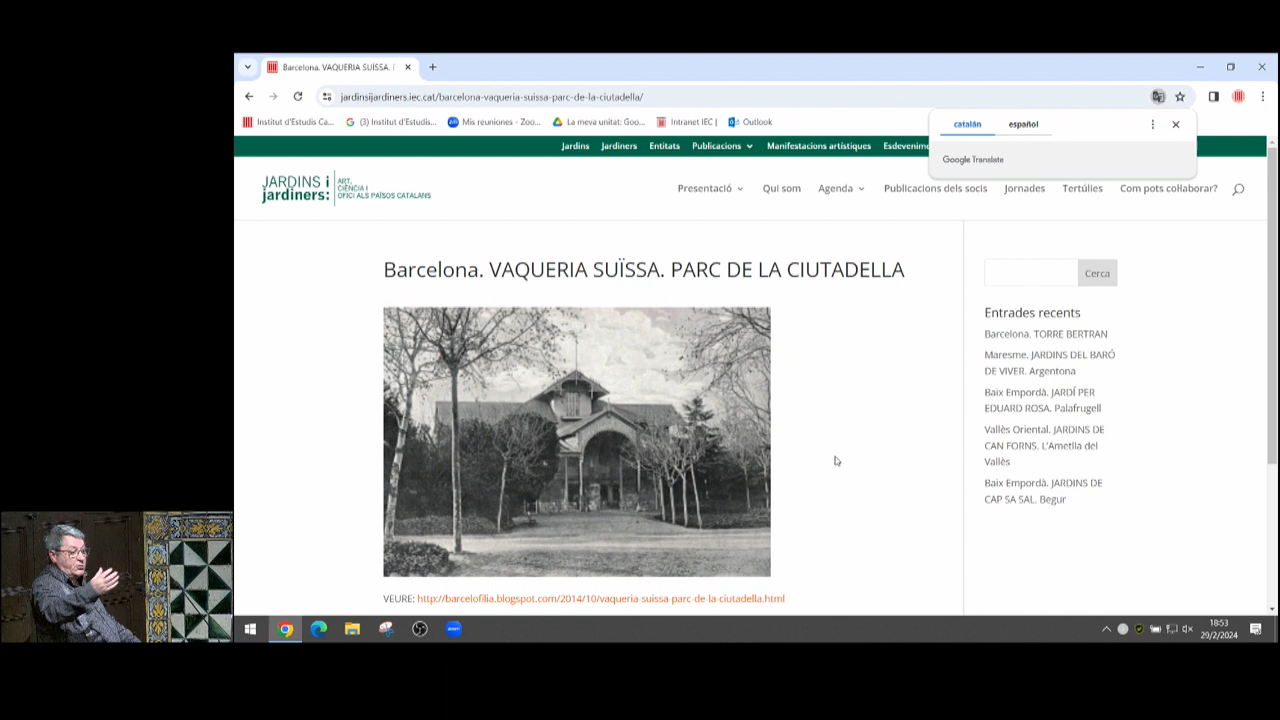 Barcelona. VAQUERIA SUÏSSA. 
jardinsijardiners.iec.cat/barcelona-vaqueria-suissa-parc-de-la-ciutadella/
Institut d'Estudis Ca...
(3) Institut d'Estudis...
Mis reuniones - Zoo...
La meva unitat: Goo...
Intranet IEC |
Outlook
catalán
español
Google Translate
Jardins
Jardiners
Entitats
Publicacions
Manifestacions artístiques
Esdevenime
JARDINS i
jardiners:
ART,
CIÈNCIA I
OFICI ALS PAÏSOS CATALANS
Presentació
Qui som
Agenda
Publicacions dels socis
Jornades
Tertúlies
Com pots col·laborar?
Barcelona. VAQUERIA SUÏSSA. PARC DE LA CIUTADELLA
Cerca
Entrades recents
Barcelona. TORRE BERTRAN
Maresme. JARDINS DEL BARÓ
DE VIVER. Argentona
Baix Empordà. JARDÍ PER
EDUARD ROSA. Palafrugell
Vallès Oriental. JARDINS DE
CAN FORNS. L'Ametlla del
Vallès
Baix Empordà. JARDINS DE
CAP SA SAL. Begur
VEURE: http://barcelofilia.blogspot.com/2014/10/vaqueria-suissa-parc-de-la-ciutadella.html
zoom
18:53
29/2/2024